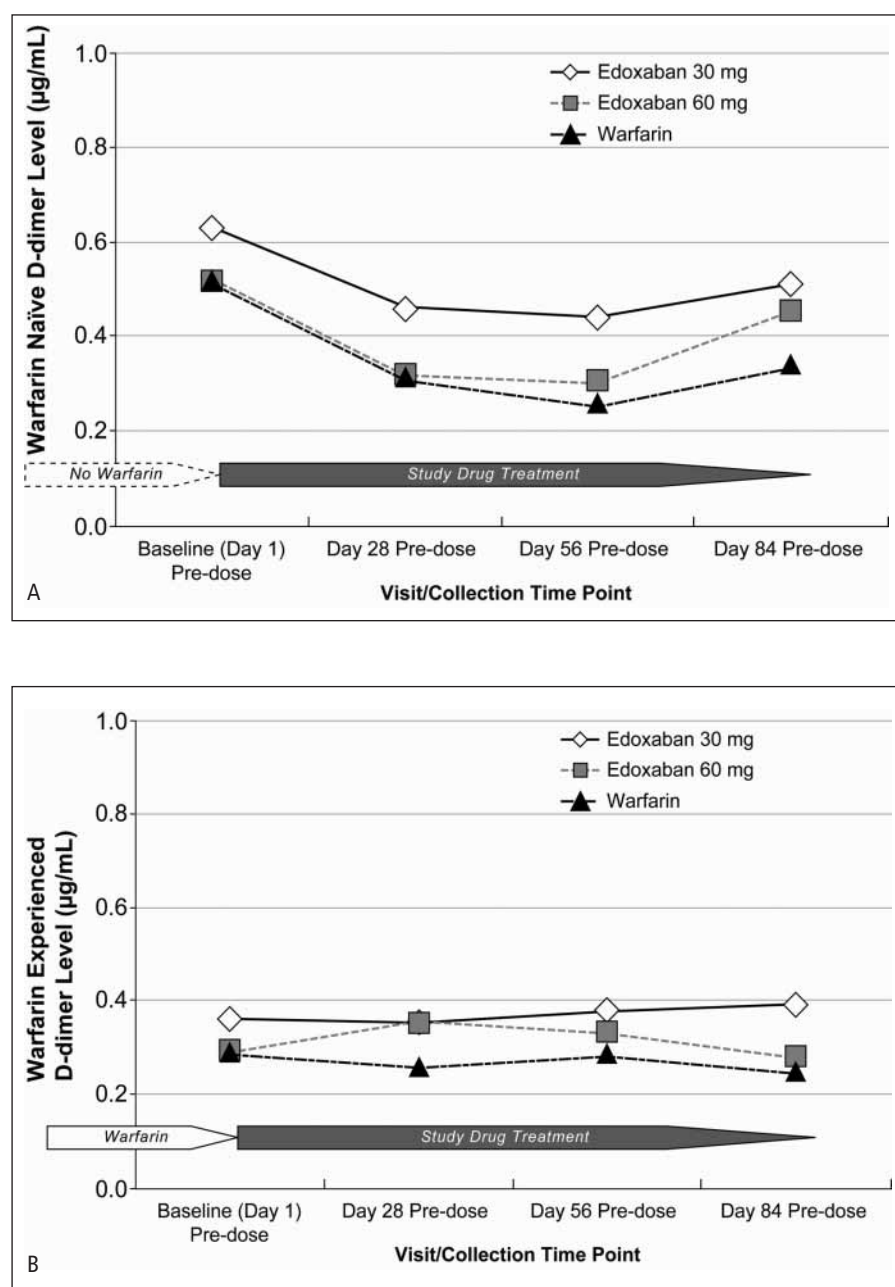 Warfarin Naïve D-dimer Level (µg/mL)
1.0
0.8
0.6
0.4
0.2
0.0
Edoxaban 30 mg
Edoxaban 60 mg
Warfarin
No Warfarin
Study Drug Treatment
Baseline (Day 1)
Pre-dose
Day 28 Pre-dose
Day 56 Pre-dose
Day 84 Pre-dose
Visit/Collection Time Point
A
Warfarin Experienced
D-dimer Level (µg/mL)
1.0
0.8
0.6
0.4
0.2
0.0
Edoxaban 30 mg
Edoxaban 60 mg
Warfarin
Warfarin
Study Drug Treatment
Baseline (Day 1)
Pre-dose
Day 28 Pre-dose
Day 56 Pre-dose
Day 84 Pre-dose
Visit/Collection Time Point
B